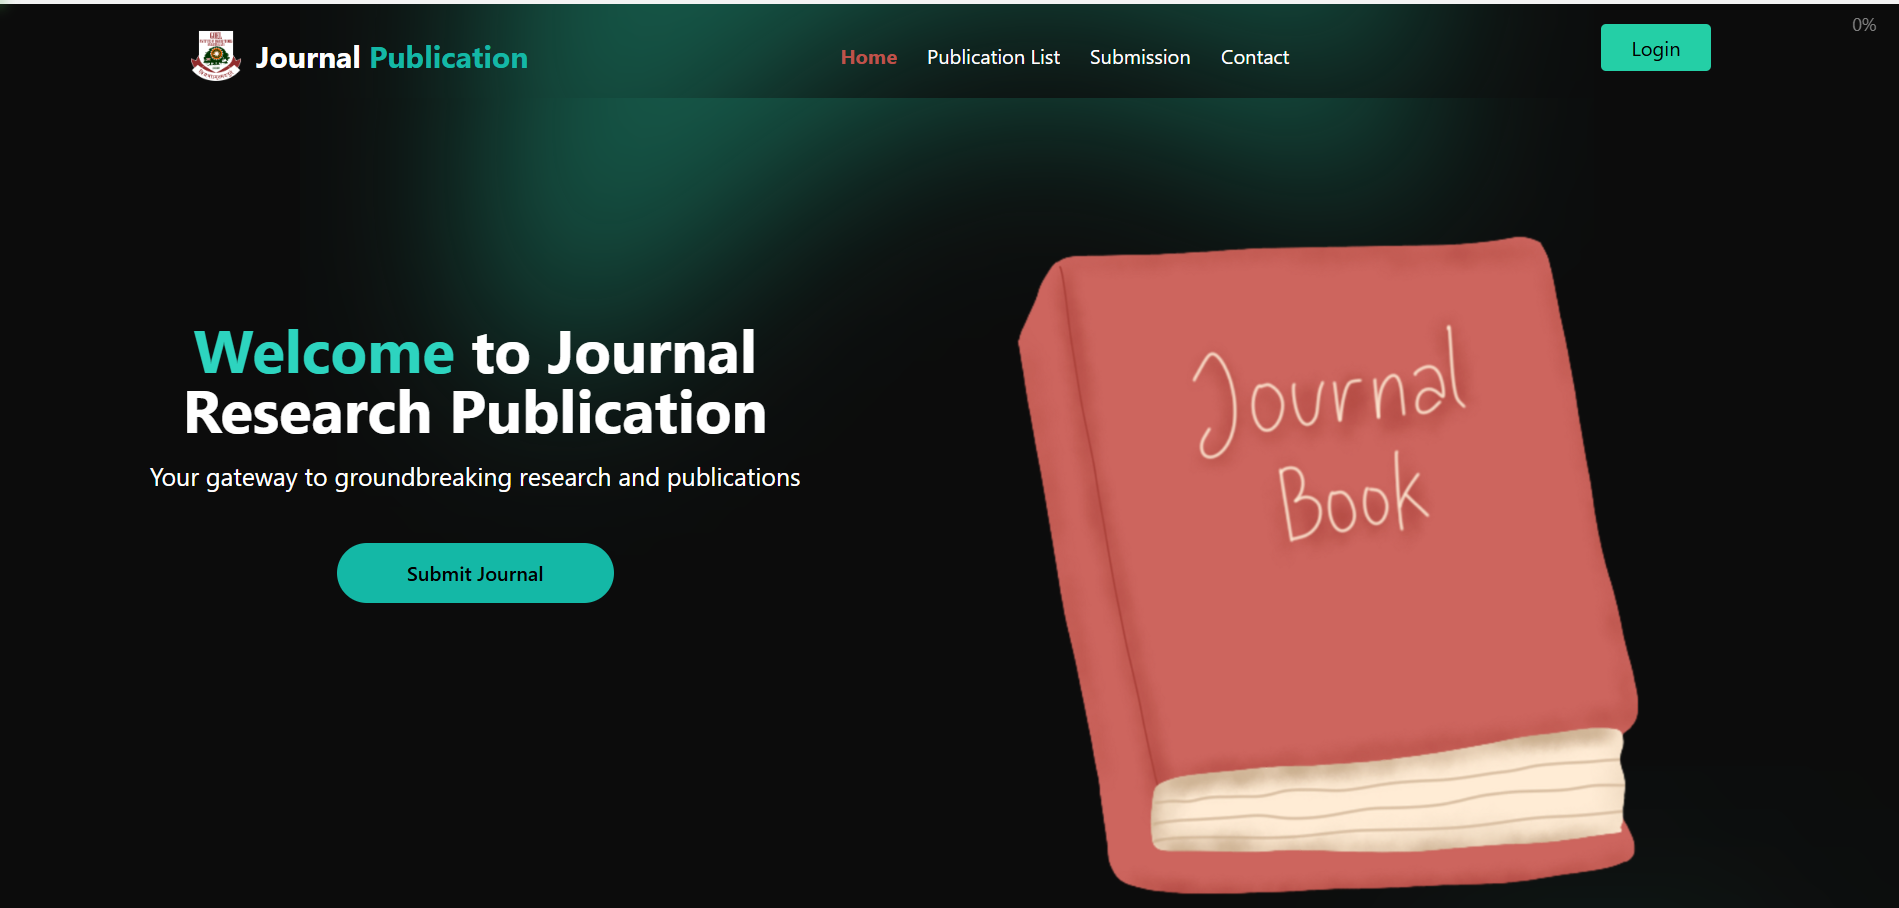 Journal Publication
Home
Publication List
Submission
Contact
Login
0%
Welcome to Journal
Research Publication
Your gateway to groundbreaking research and publications
Submit Journal
Journal
Book